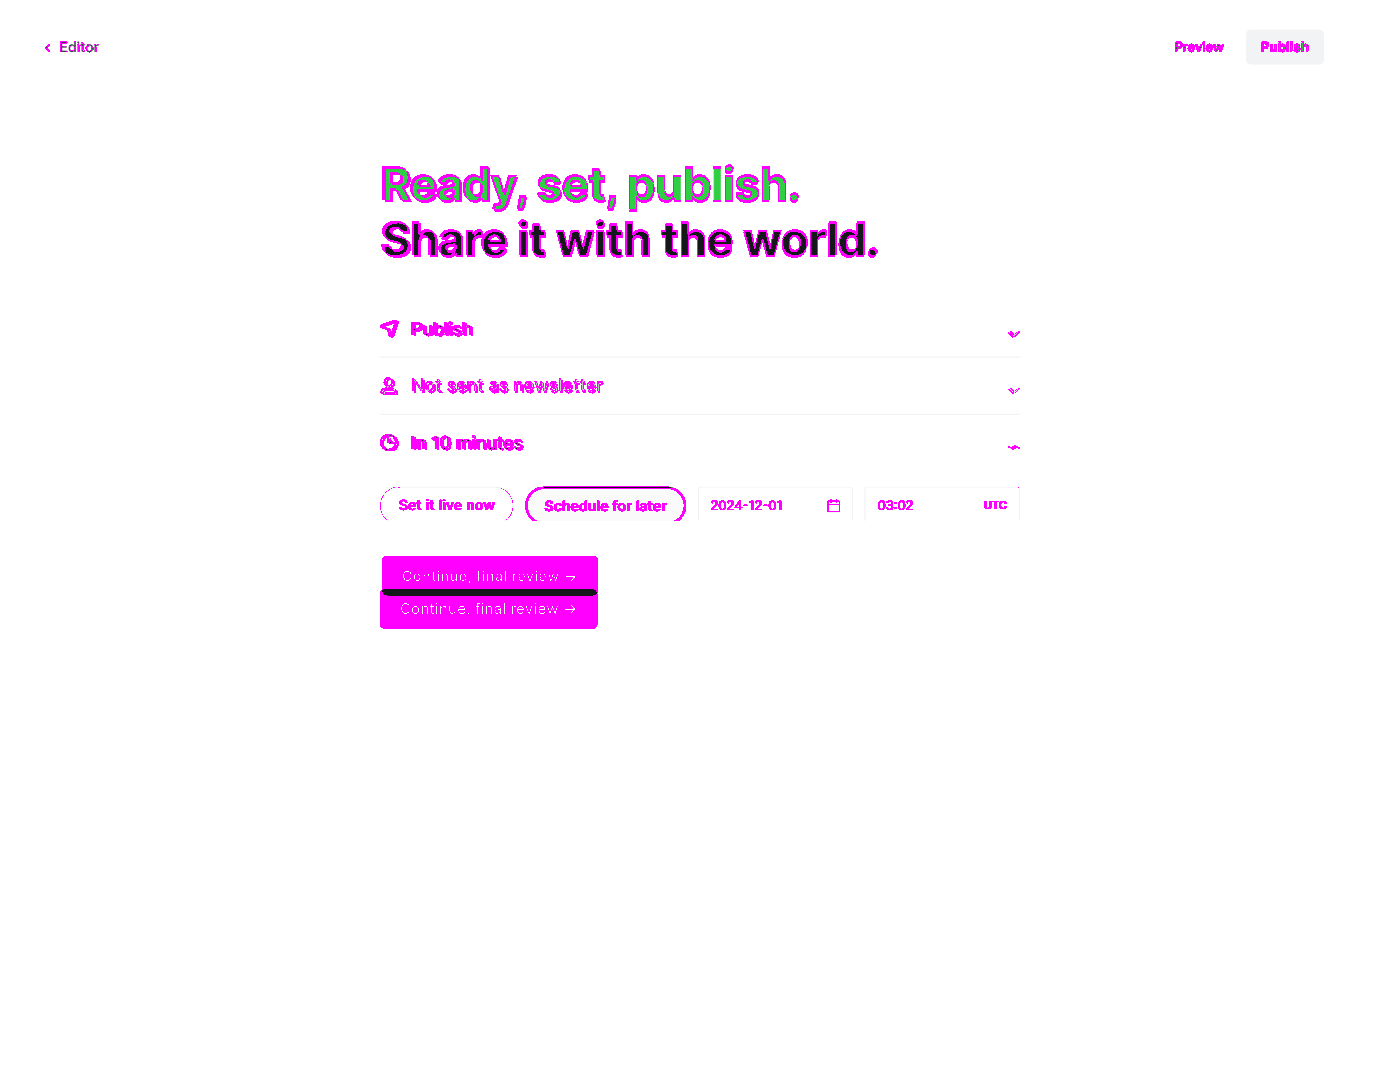 Editor
Preview
Publish
Ready, set, publish.
Share it with the world.
Publish
Not sent as newsletter
In 10 minutes
Set it live now
Schedule for later
2024-12-01
03:02
UTC
Continue, final review →
Continue, final review →